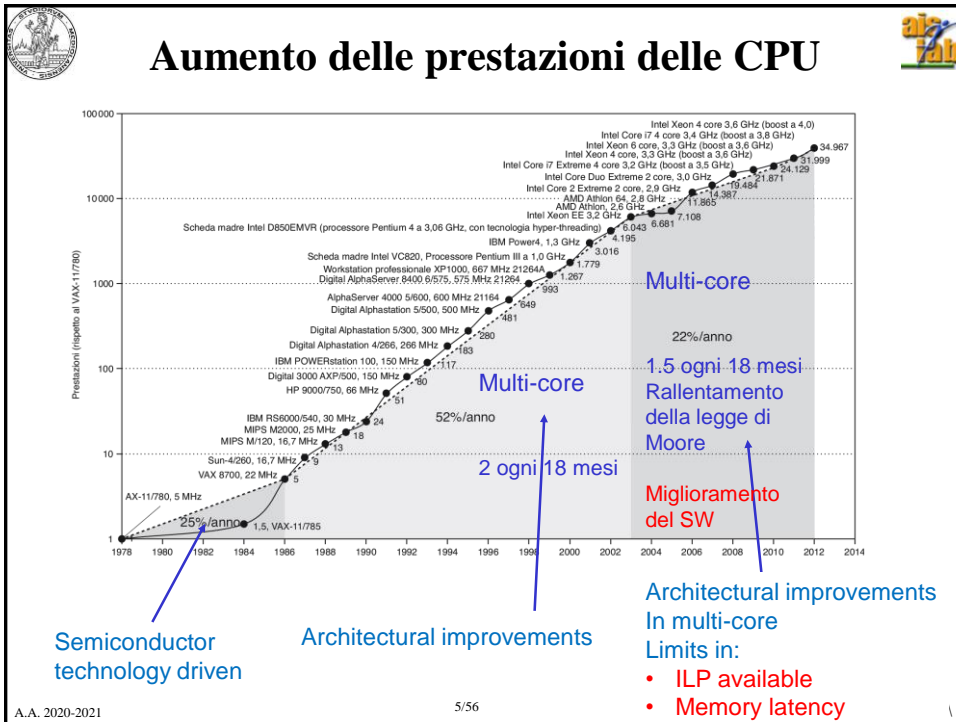 Aumento delle prestazioni delle CPU
100 000
10 000
1000
100
10
1
Prestazioni (rispetto al VAX-11/780)
Intel Xeon 4 core 3,6 GHz (boost a 4,0)
Intel Core i7 4 core 3,4 GHz (boost a 3,8 GHz)
Intel Xeon 6 core, 3,3 GHz (boost a 3,6 GHz)
Intel Xeon 4 core, 3,3 GHz (boost a 3,6 GHz)
Intel Core i7 Extreme 4 core 3,2 GHz (boost a 3,5 GHz)
Intel Core Duo Extreme 2 core, 3,0 GHz
Intel Core 2 Extreme 2 core, 2,9 GHz
AMD Athlon 64, 2,8 GHz
AMD Athlon, 2,6 GHz
Intel Xeon EE 3,2 GHz
Scheda madre Intel D850EMVR (processore Pentium 4 a 3,06 GHz, con tecnologia hyper-threading)
IBM Power4, 1,3 GHz
Scheda madre Intel VC820, Processore Pentium III a 1,0 GHz
Workstation professionale XP1000, 667 MHz 21264A
Digital AlphaServer 8400 6/575, 575 MHz 21264
AlphaServer 4000 5/600, 600 MHz 21164
Digital Alphastation 5/500, 500 MHz
Digital Alphastation 5/300, 300 MHz
Digital Alphastation 4/266, 266 MHz
IBM POWERstation 100, 150 MHz
Digital 3000 AXP/500, 150 MHz
HP 9000/750, 66 MHz
IBM RS6000/540, 30 MHz
MIPS M2000, 25 MHz
MIPS M/120, 16,7 MHz
Sun-4/260, 16,7 MHz
VAX 8700, 22 MHz
AX-11/780, 5 MHz
1,5, VAX-11/785
34.967
31.999
24.129
21.871
19.484
14.387
11.865
7.108
6.681
6.043
4.195
3.016
1.779
1.267
993
649
481
280
183
117
80
51
24
18
13
9
5
25%/anno
52%/anno
22%/anno
Multi-core
2 ogni 18 mesi
Multi-core
1.5 ogni 18 mesi
Rallentamento
della legge di
Moore
Miglioramento
del SW
1978 1980 1982 1984 1986 1988 1990 1992 1994 1996 1998 2000 2002 2004 2006 2008 2010 2012 2014
Semiconductor
technology driven
Architectural improvements
Architectural improvements
In multi-core
Limits in:
• ILP available
• Memory latency
A.A. 2020-2021
5/56